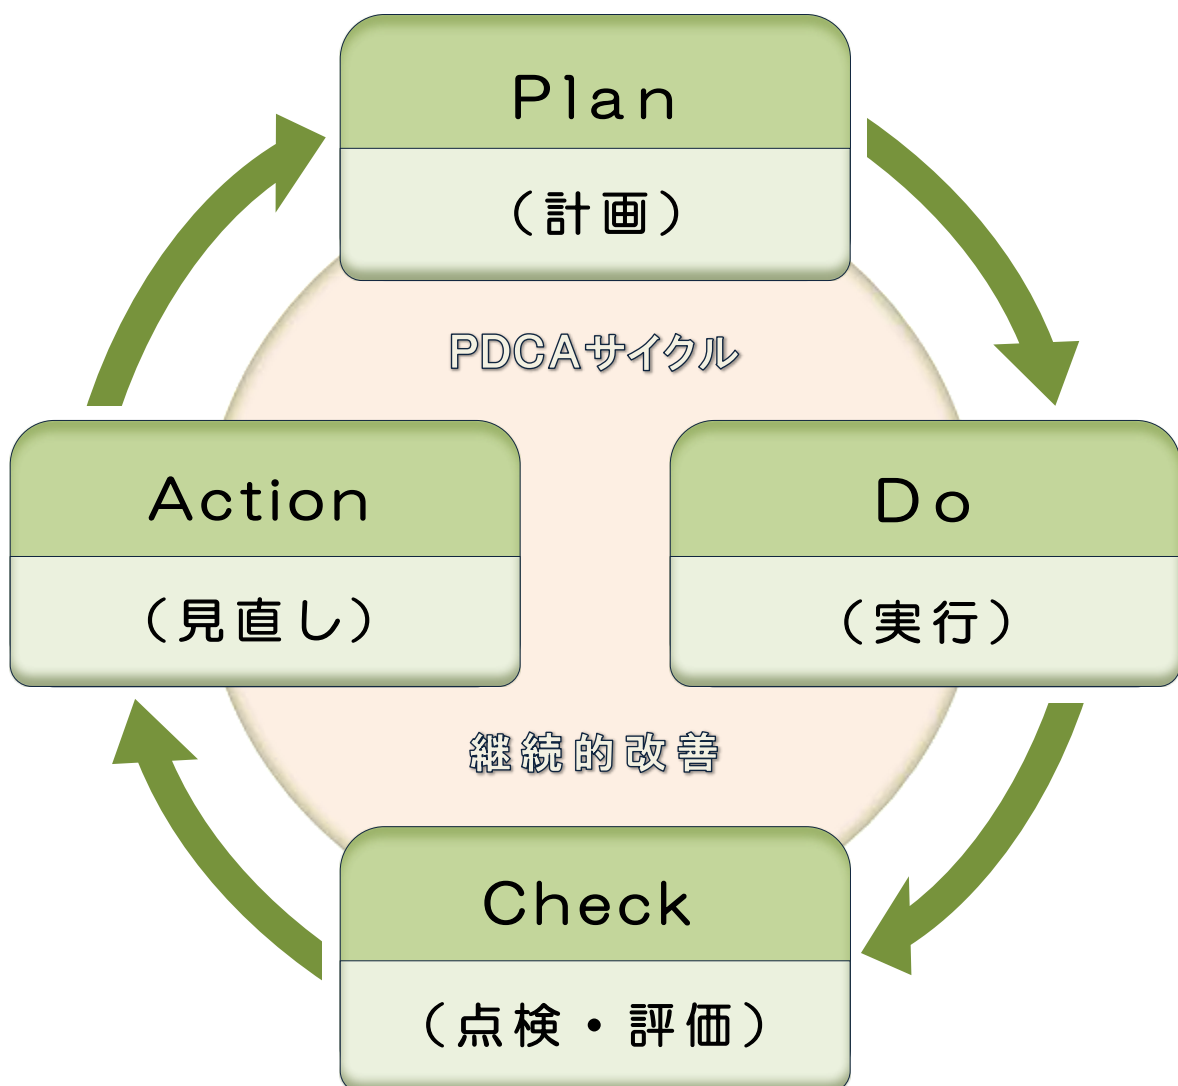 Plan
（計画）
PDCAサイクル
Action
（見直し）
Do
（実行）
継続的改善
Check
（点検・評価）